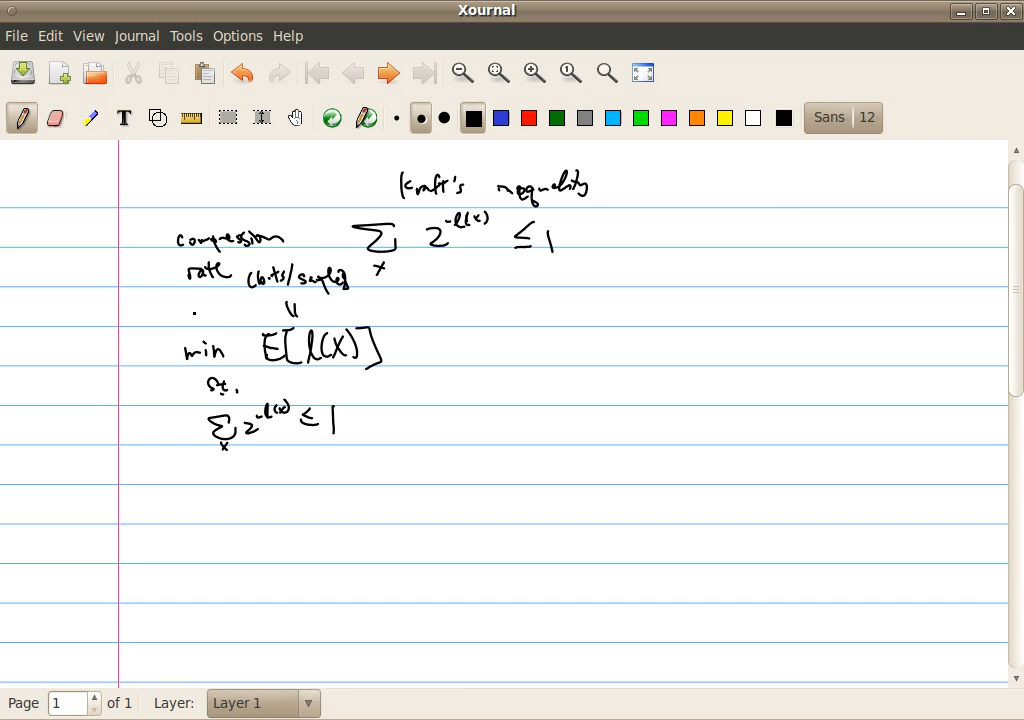 Xournal
File Edit View Journal Tools Options Help
T Sans 12
Kraft's inequality
∑ 2^{-l(x)} ≤ 1
x
compression
rate (bits/sample)
||
min E[l(X)]
s.t.
∑ 2^{-l(x)} ≤ 1
x
Page 1 of 1 Layer: Layer 1